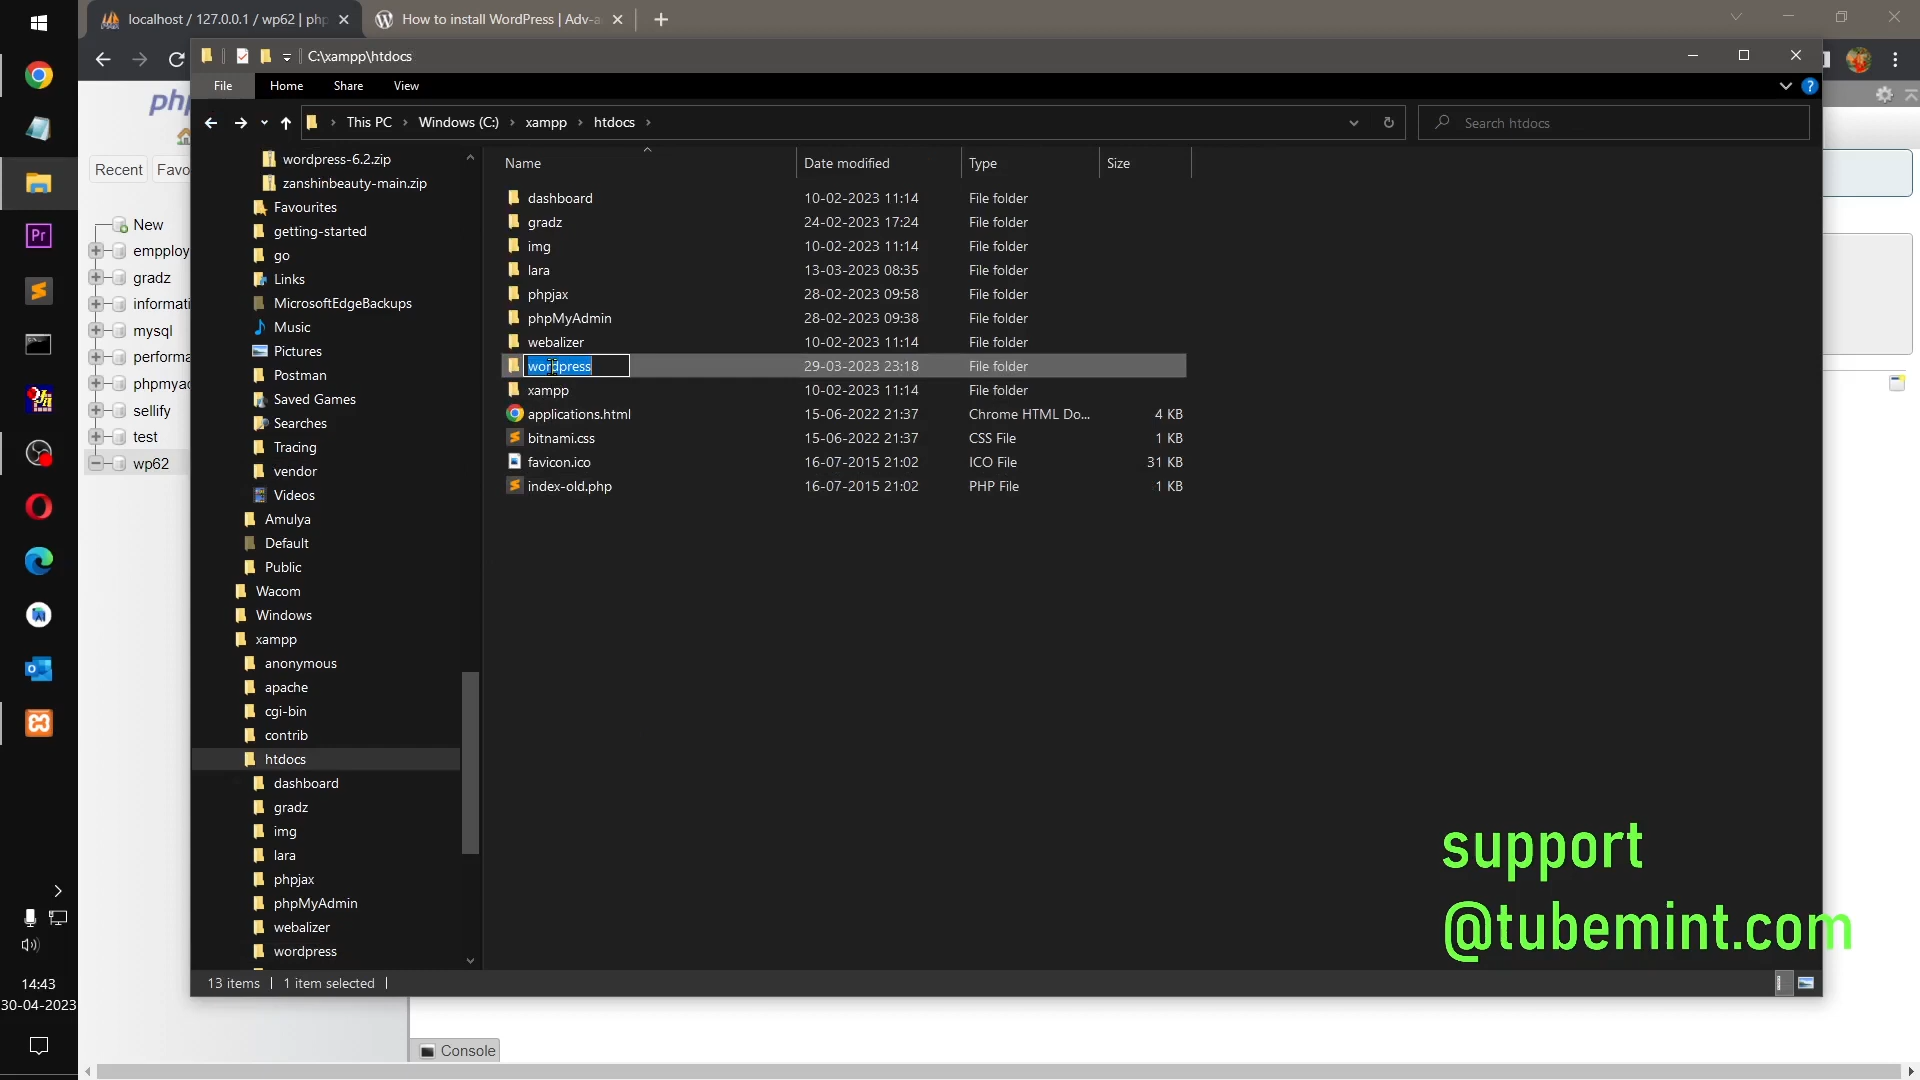 localhost / 127.0.0.1 / wp62 | php
How to install WordPress | Adv-a
C:\xampp\htdocs
File
Home
Share
View
This PC
Windows (C:)
xampp
htdocs
Search htdocs
php
Recent
Favo
New
empploy
gradz
informati
mysql
performa
phpmyad
sellify
test
wp62
wordpress-6.2.zip
zanshinbeauty-main.zip
Favourites
getting-started
go
Links
MicrosoftEdgeBackups
Music
Pictures
Postman
Saved Games
Searches
Tracing
vendor
Videos
Amulya
Default
Public
Wacom
Windows
xampp
anonymous
apache
cgi-bin
contrib
htdocs
dashboard
gradz
img
lara
phpjax
phpMyAdmin
webalizer
wordpress
Name Date modified Type Size
dashboard 10-02-2023 11:14 File folder
gradz 24-02-2023 17:24 File folder
img 10-02-2023 11:14 File folder
lara 13-03-2023 08:35 File folder
phpjax 28-02-2023 09:58 File folder
phpMyAdmin 28-02-2023 09:38 File folder
webalizer 10-02-2023 11:14 File folder
wordpress 29-03-2023 23:18 File folder
xampp 10-02-2023 11:14 File folder
applications.html 15-06-2022 21:37 Chrome HTML Do... 4 KB
bitnami.css 15-06-2022 21:37 CSS File 1 KB
favicon.ico 16-07-2015 21:02 ICO File 31 KB
index-old.php 16-07-2015 21:02 PHP File 1 KB
support
@tubemint.com
13 items
1 item selected
Console
Pr
14:43
30-04-2023